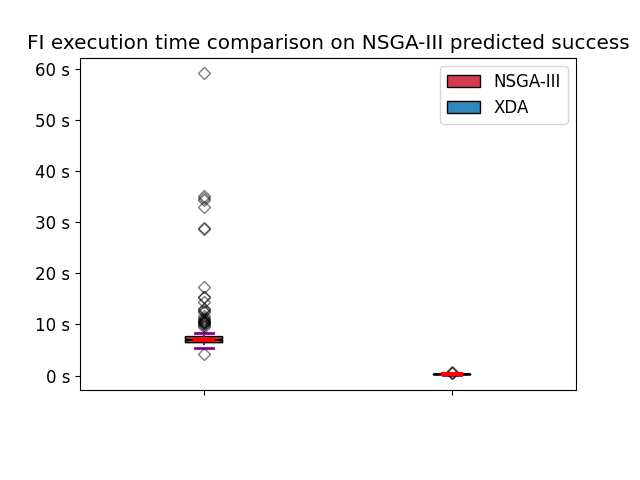 FI execution time comparison on NSGA-III predicted success
60 s
50 s
40 s
30 s
20 s
10 s
0 s
NSGA-III
XDA